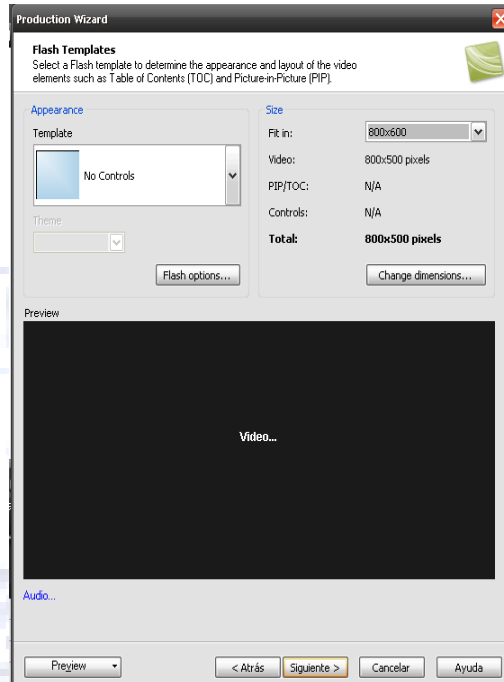 Production Wizard
Flash Templates
Select a Flash template to determine the appearance and layout of the video
elements such as Table of Contents (TOC) and Picture-in-Picture (PIP).
Appearance
Template
No Controls
Theme
Flash options...
Size
Fit in: 800x600
Video: 800x500 pixels
PIP/TOC: N/A
Controls: N/A
Total: 800x500 pixels
Change dimensions...
Preview
Video...
Audio...
Preview < Atrás Siguiente > Cancelar Ayuda